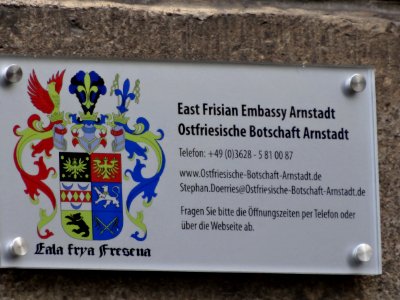 East Frisian Embassy Arnstadt
Ostfriesische Botschaft Arnstadt
Telefon: +49 (0)3628 - 5 81 00 87
www.Ostfriesische-Botschaft-Arnstadt.de
Stephan.Doerries@Ostfriesische-Botschaft-Arnstadt.de
Fragen Sie bitte die Öffnungszeiten per Telefon oder
über die Webseite ab.
Eala Frya Fresena